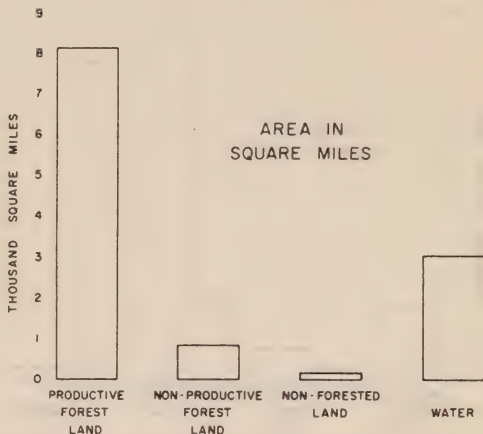 9
8
7
6
5
4
3
2
1
0
THOUSAND SQUARE MILES
AREA IN
SQUARE MILES
PRODUCTIVE
FOREST
LAND
NON-PRODUCTIVE
FOREST
LAND
NON-FORESTED
LAND
WATER